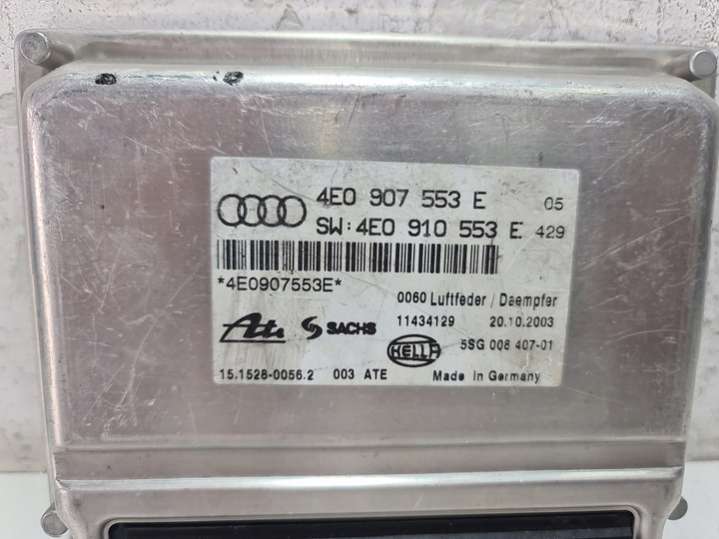 4E0 907 553 E 05
SW:4E0 910 553 E 429
*4E0907553E*
0060 Luftfeder / Daempfer
11434129 20.10.2003
Ate SACHS HELLA 5SG 008 407-01
15.1526-0056.2 003 ATE Made In Germany